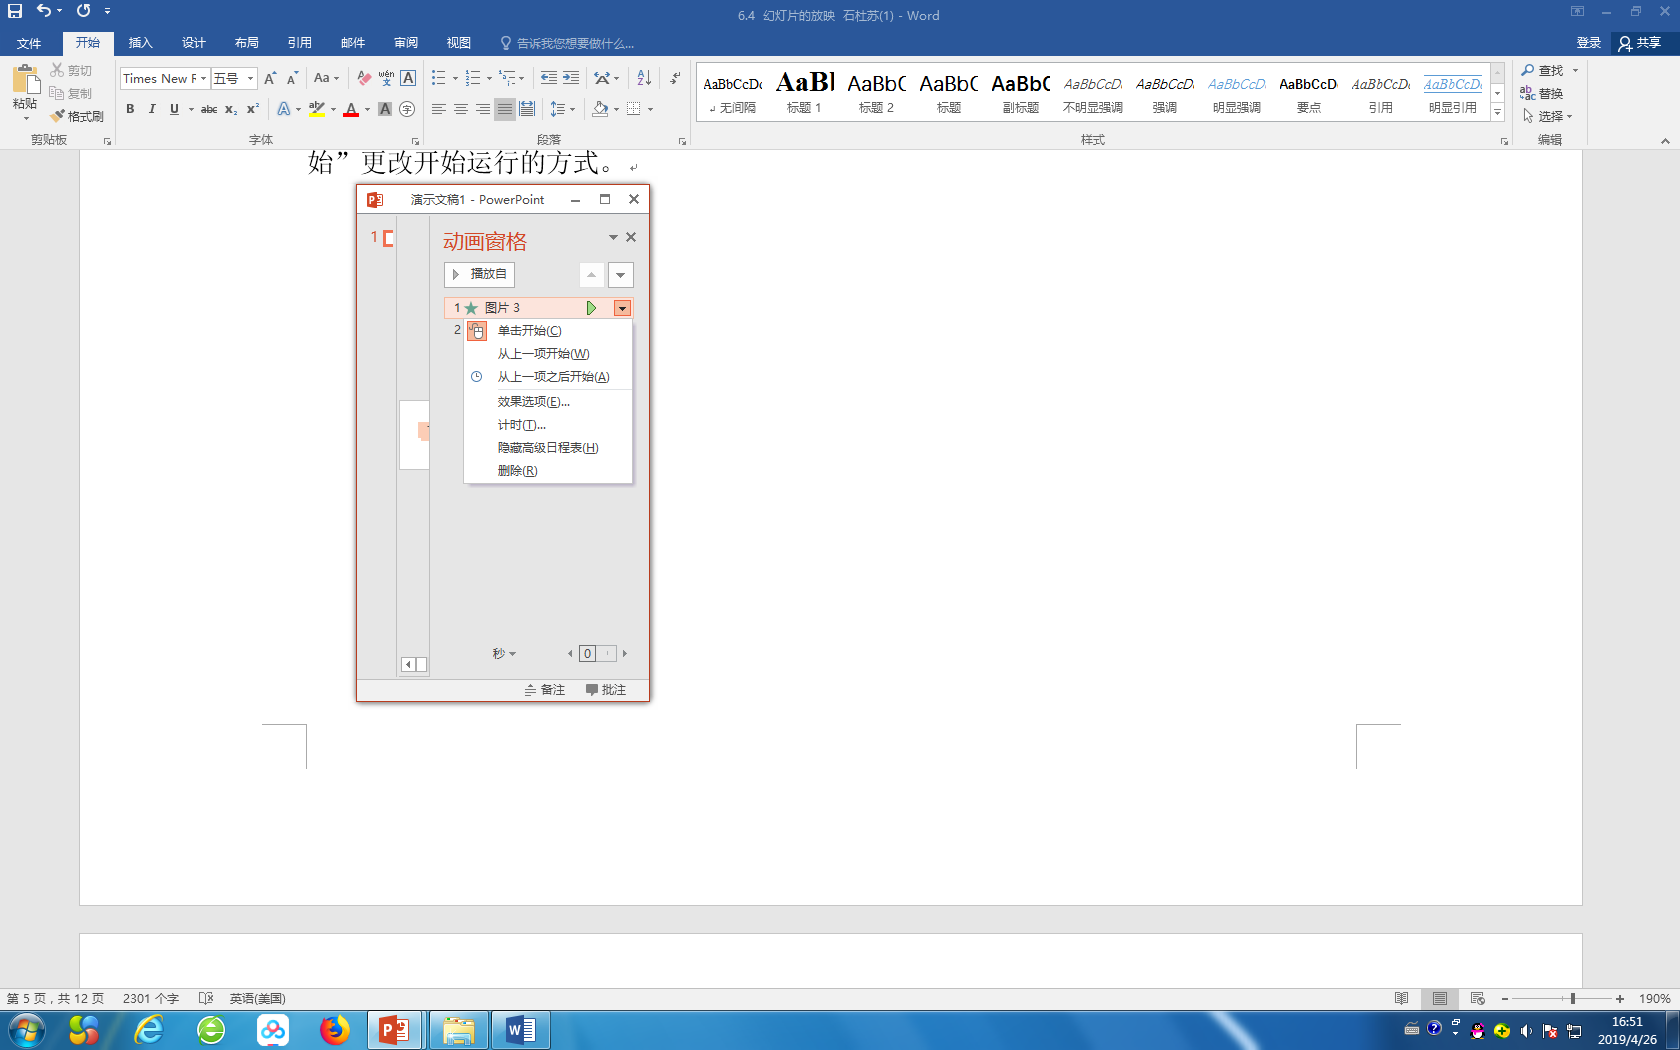 6.4 幻灯片的放映 石杜苏(1) - Word
文件 开始 插入 设计 布局 引用 邮件 审阅 视图 告诉我您想要做什么... 登录 共享
粘贴 剪切 复制 格式刷 剪贴板
Times New F 五号 Aa wén 文 A
B I U abc x₂ x² A aby A A 字 字体
段落
AaBbCcDc 无间隔
AaBl 标题 1
AaBbC 标题 2
AaBbC 标题
AaBbC 副标题
AaBbCcD. 不明显强调
AaBbCcD. 强调
AaBbCcD. 明显强调
AaBbCcD 要点
AaBbCcDc 引用
AaBbCcDc 明显引用
样式
查找
替换
选择
编辑
始”更改开始运行的方式。
演示文稿1 - PowerPoint
1
动画窗格
播放自
1 图片 3
2
单击开始(C)
从上一项开始(W)
从上一项之后开始(A)
效果选项(E)...
计时(T)...
隐藏高级日程表(H)
删除(R)
秒 0
备注 批注
第 5 页，共 12 页 2301 个字 英语(美国) 190%
16:51
2019/4/26